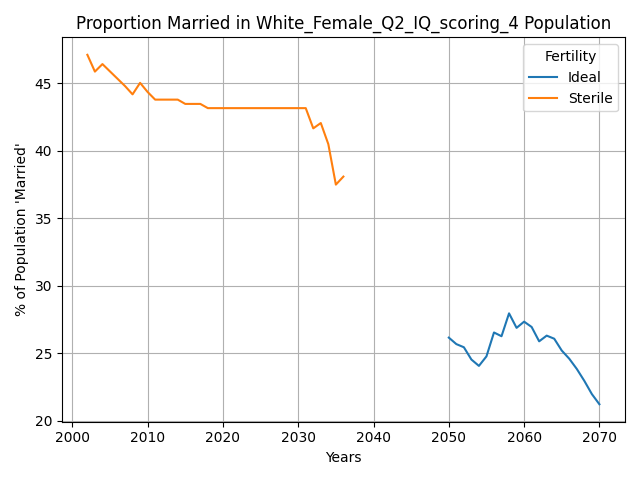 Proportion Married in White_Female_Q2_IQ_scoring_4 Population
% of Population 'Married'
45
40
35
30
25
20
Fertility
Ideal
Sterile
2000 2010 2020 2030 2040 2050 2060 2070
Years